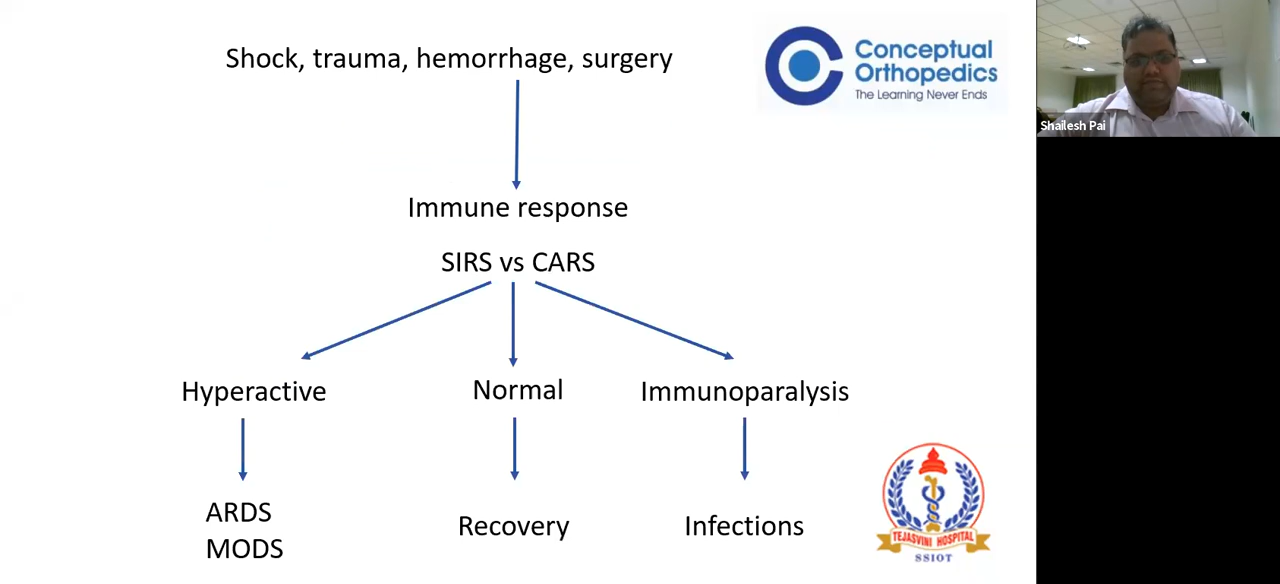 Shock, trauma, hemorrhage, surgery
Conceptual
Orthopedics
The Learning Never Ends
Shailesh Pai
Immune response
SIRS vs CARS
Hyperactive
Normal
Immunoparalysis
ARDS
MODS
Recovery
Infections
TEJASVINI HOSPITAL
SSIOT